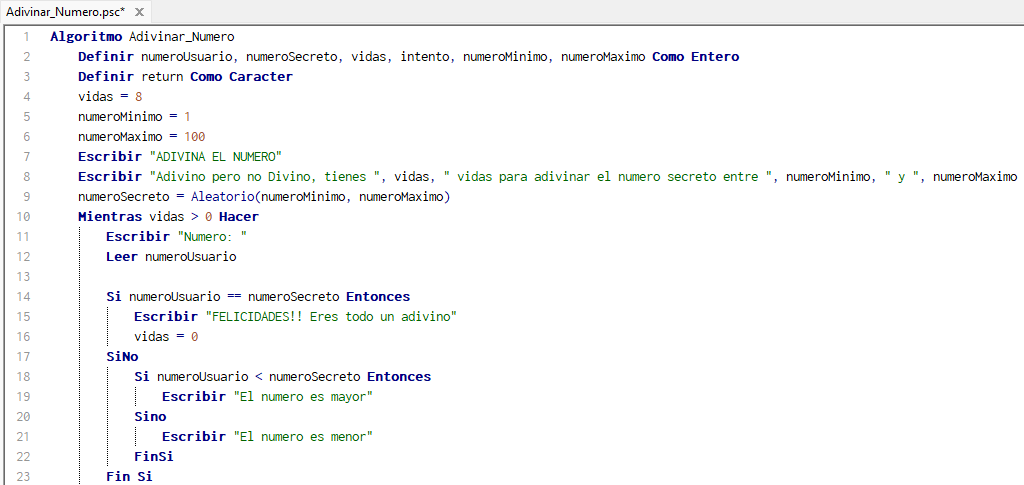 Adivinar_Numero.psc* X
1 Algoritmo Adivinar_Numero
2 Definir numeroUsuario, numeroSecreto, vidas, intento, numeroMinimo, numeroMaximo Como Entero
3 Definir return Como Caracter
4 vidas = 8
5 numeroMinimo = 1
6 numeroMaximo = 100
7 Escribir "ADIVINA EL NUMERO"
8 Escribir "Adivino pero no Divino, tienes ", vidas, " vidas para adivinar el numero secreto entre ", numeroMinimo, " y ", numeroMaximo
9 numeroSecreto = Aleatorio(numeroMinimo, numeroMaximo)
10 Mientras vidas > 0 Hacer
11 Escribir "Numero: "
12 Leer numeroUsuario
13
14 Si numeroUsuario == numeroSecreto Entonces
15 Escribir "FELICIDADES!! Eres todo un adivino"
16 vidas = 0
17 SiNo
18 Si numeroUsuario < numeroSecreto Entonces
19 Escribir "El numero es mayor"
20 Sino
21 Escribir "El numero es menor"
22 FinSi
23 Fin Si